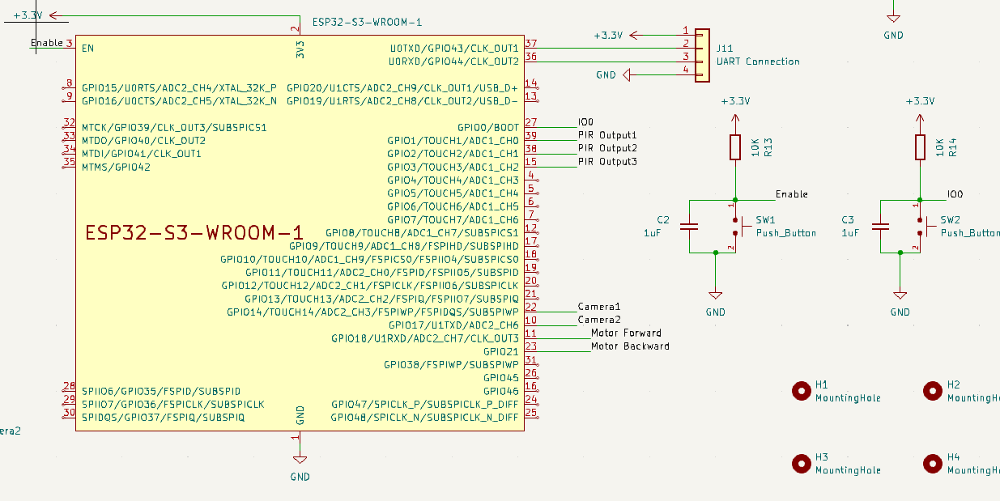 +3.3V
ESP32-S3-WROOM-1
2
Enable 3 EN
3V3
U0TXD/GPIO43/CLK_OUT1 37
U0RXD/GPIO44/CLK_OUT2 36
+3.3V
1
2
3
4
J11
UART Connection
GND
GND
8 GPIO15/U0RTS/ADC2_CH4/XTAL_32K_P
9 GPIO16/U0CTS/ADC2_CH5/XTAL_32K_N
GPIO20/U1CTS/ADC2_CH9/CLK_OUT1/USB_D+ 14
GPIO19/U1RTS/ADC2_CH8/CLK_OUT2/USB_D- 13
32 MTCK/GPIO39/CLK_OUT3/SUBSPICS1
33 MTDO/GPIO40/CLK_OUT2
34 MTDI/GPIO41/CLK_OUT1
35 MTMS/GPIO42
GPIO0/BOOT 27 IO0
GPIO1/TOUCH1/ADC1_CH0 39 PIR Output1
GPIO2/TOUCH2/ADC1_CH1 38 PIR Output2
GPIO3/TOUCH3/ADC1_CH2 15 PIR Output3
GPIO4/TOUCH4/ADC1_CH3 4
GPIO5/TOUCH5/ADC1_CH4 5
GPIO6/TOUCH6/ADC1_CH5 6
GPIO7/TOUCH7/ADC1_CH6 7
GPIO8/TOUCH8/ADC1_CH7/SUBSPICS1 12
ESP32-S3-WROOM-1
GPIO9/TOUCH9/ADC1_CH8/FSPIHD/SUBSPIHD 17
GPIO10/TOUCH10/ADC1_CH9/FSPICS0/FSPIIO4/SUBSPICS0 18
GPIO11/TOUCH11/ADC2_CH0/FSPID/FSPIIO5/SUBSPID 19
GPIO12/TOUCH12/ADC2_CH1/FSPICLK/FSPIIO6/SUBSPICLK 20
GPIO13/TOUCH13/ADC2_CH2/FSPIQ/FSPIIO7/SUBSPIQ 21
GPIO14/TOUCH14/ADC2_CH3/FSPIWP/FSPIDQS/SUBSPIWP 22 Camera1
GPIO17/U1TXD/ADC2_CH6 10 Camera2
GPIO18/U1RXD/ADC2_CH7/CLK_OUT3 11 Motor Forward
GPIO21 23 Motor Backward
GPIO38/FSPIWP/SUBSPIWP 31
GPIO45 26
GPIO46 16
GPIO47/SPICLK_P/SUBSPICLK_P_DIFF 24
GPIO48/SPICLK_N/SUBSPICLK_N_DIFF 25
28 SPIIO6/GPIO35/FSPID/SUBSPID
29 SPIIO7/GPIO36/FSPICLK/SUBSPICLK
30 SPIDQS/GPIO37/FSPIQ/SUBSPIQ
GND
1
GND
era2
+3.3V
10K
R13
Enable
C2
1uF
1
2
SW1
Push_Button
GND
+3.3V
10K
R14
IO0
C3
1uF
1
2
SW2
Push_Button
GND
H1
MountingHole
H2
MountingH
H3
MountingHole
H4
MountingH